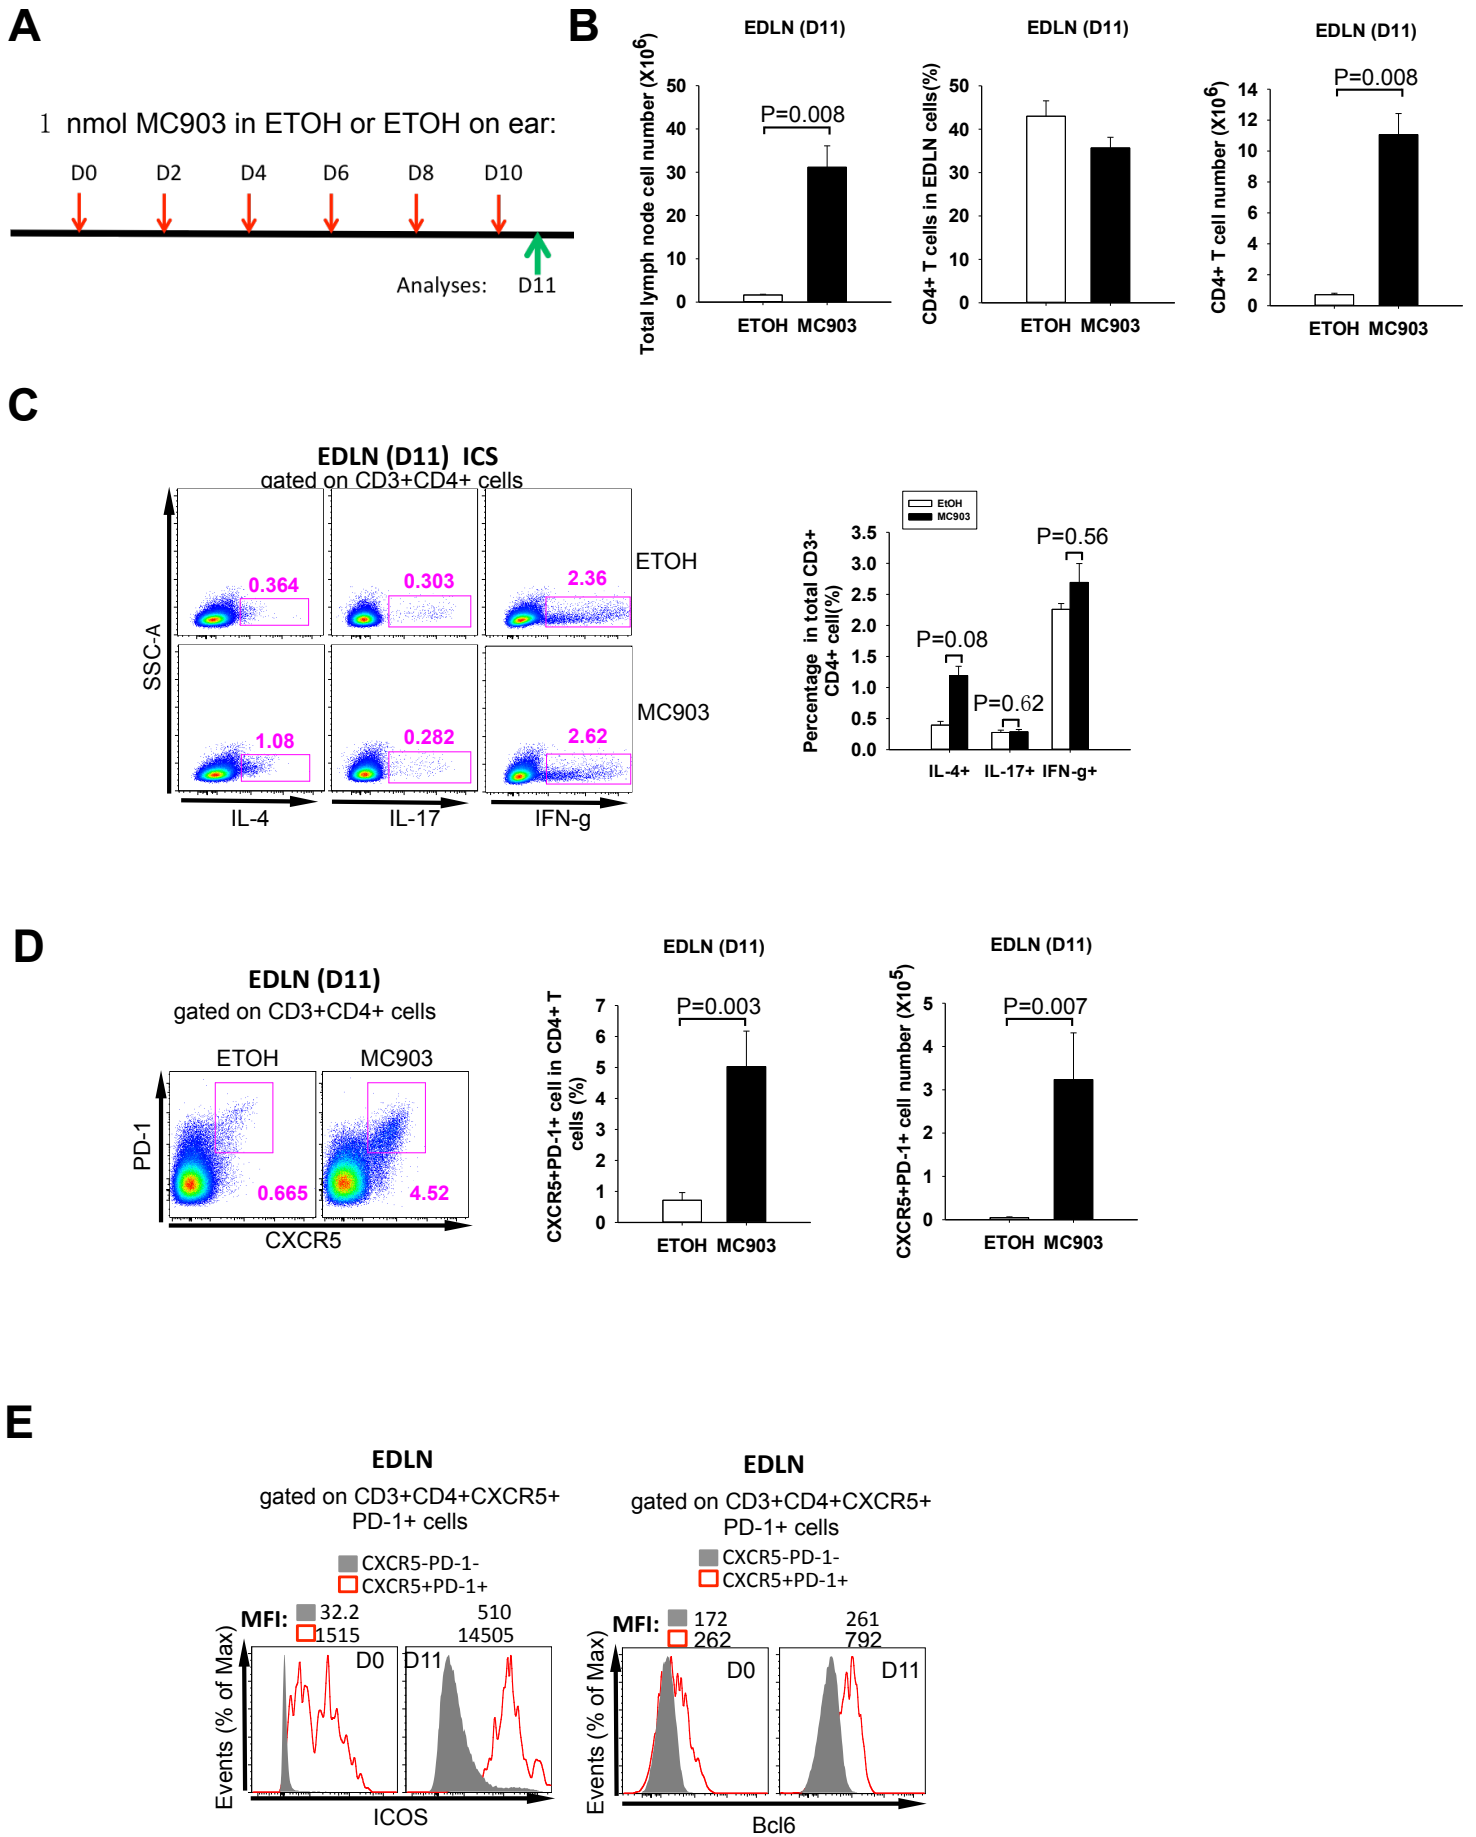 A
1 nmol MC903 in ETOH or ETOH on ear:
D0 D2 D4 D6 D8 D10
Analyses: D11
B
EDLN (D11)
Total lymph node cell number (X10⁶)
50
40
30
20
10
0
P=0.008
ETOH MC903
EDLN (D11)
CD4+ T cells in EDLN cells(%)
50
40
30
20
10
0
ETOH MC903
EDLN (D11)
CD4+ T cell number (X10⁶)
14
12
10
8
6
4
2
0
P=0.008
ETOH MC903
C
EDLN (D11) ICS
gated on CD3+CD4+ cells
SSC-A
0.364 0.303 2.36
ETOH
1.08 0.282 2.62
MC903
IL-4 IL-17 IFN-g
EtOH
MC903
Percentage in total CD3+
CD4+ cell(%)
3.5
3.0
2.5
2.0
1.5
1.0
0.5
0.0
P=0.08
P=0.62
P=0.56
IL-4+ IL-17+ IFN-g+
D
EDLN (D11)
gated on CD3+CD4+ cells
ETOH MC903
PD-1
0.665 4.52
CXCR5
EDLN (D11)
CXCR5+PD-1+ cell in CD4+ T
cells (%)
7
6
5
4
3
2
1
0
P=0.003
ETOH MC903
EDLN (D11)
CXCR5+PD-1+ cell number (X10⁵)
5
4
3
2
1
0
P=0.007
ETOH MC903
E
EDLN
gated on CD3+CD4+CXCR5+
PD-1+ cells
CXCR5-PD-1-
CXCR5+PD-1+
MFI: 32.2 510
1515 14505
Events (% of Max)
D0 D11
ICOS
EDLN
gated on CD3+CD4+CXCR5+
PD-1+ cells
CXCR5-PD-1-
CXCR5+PD-1+
MFI: 172 261
262 792
Events (% of Max)
D0 D11
Bcl6